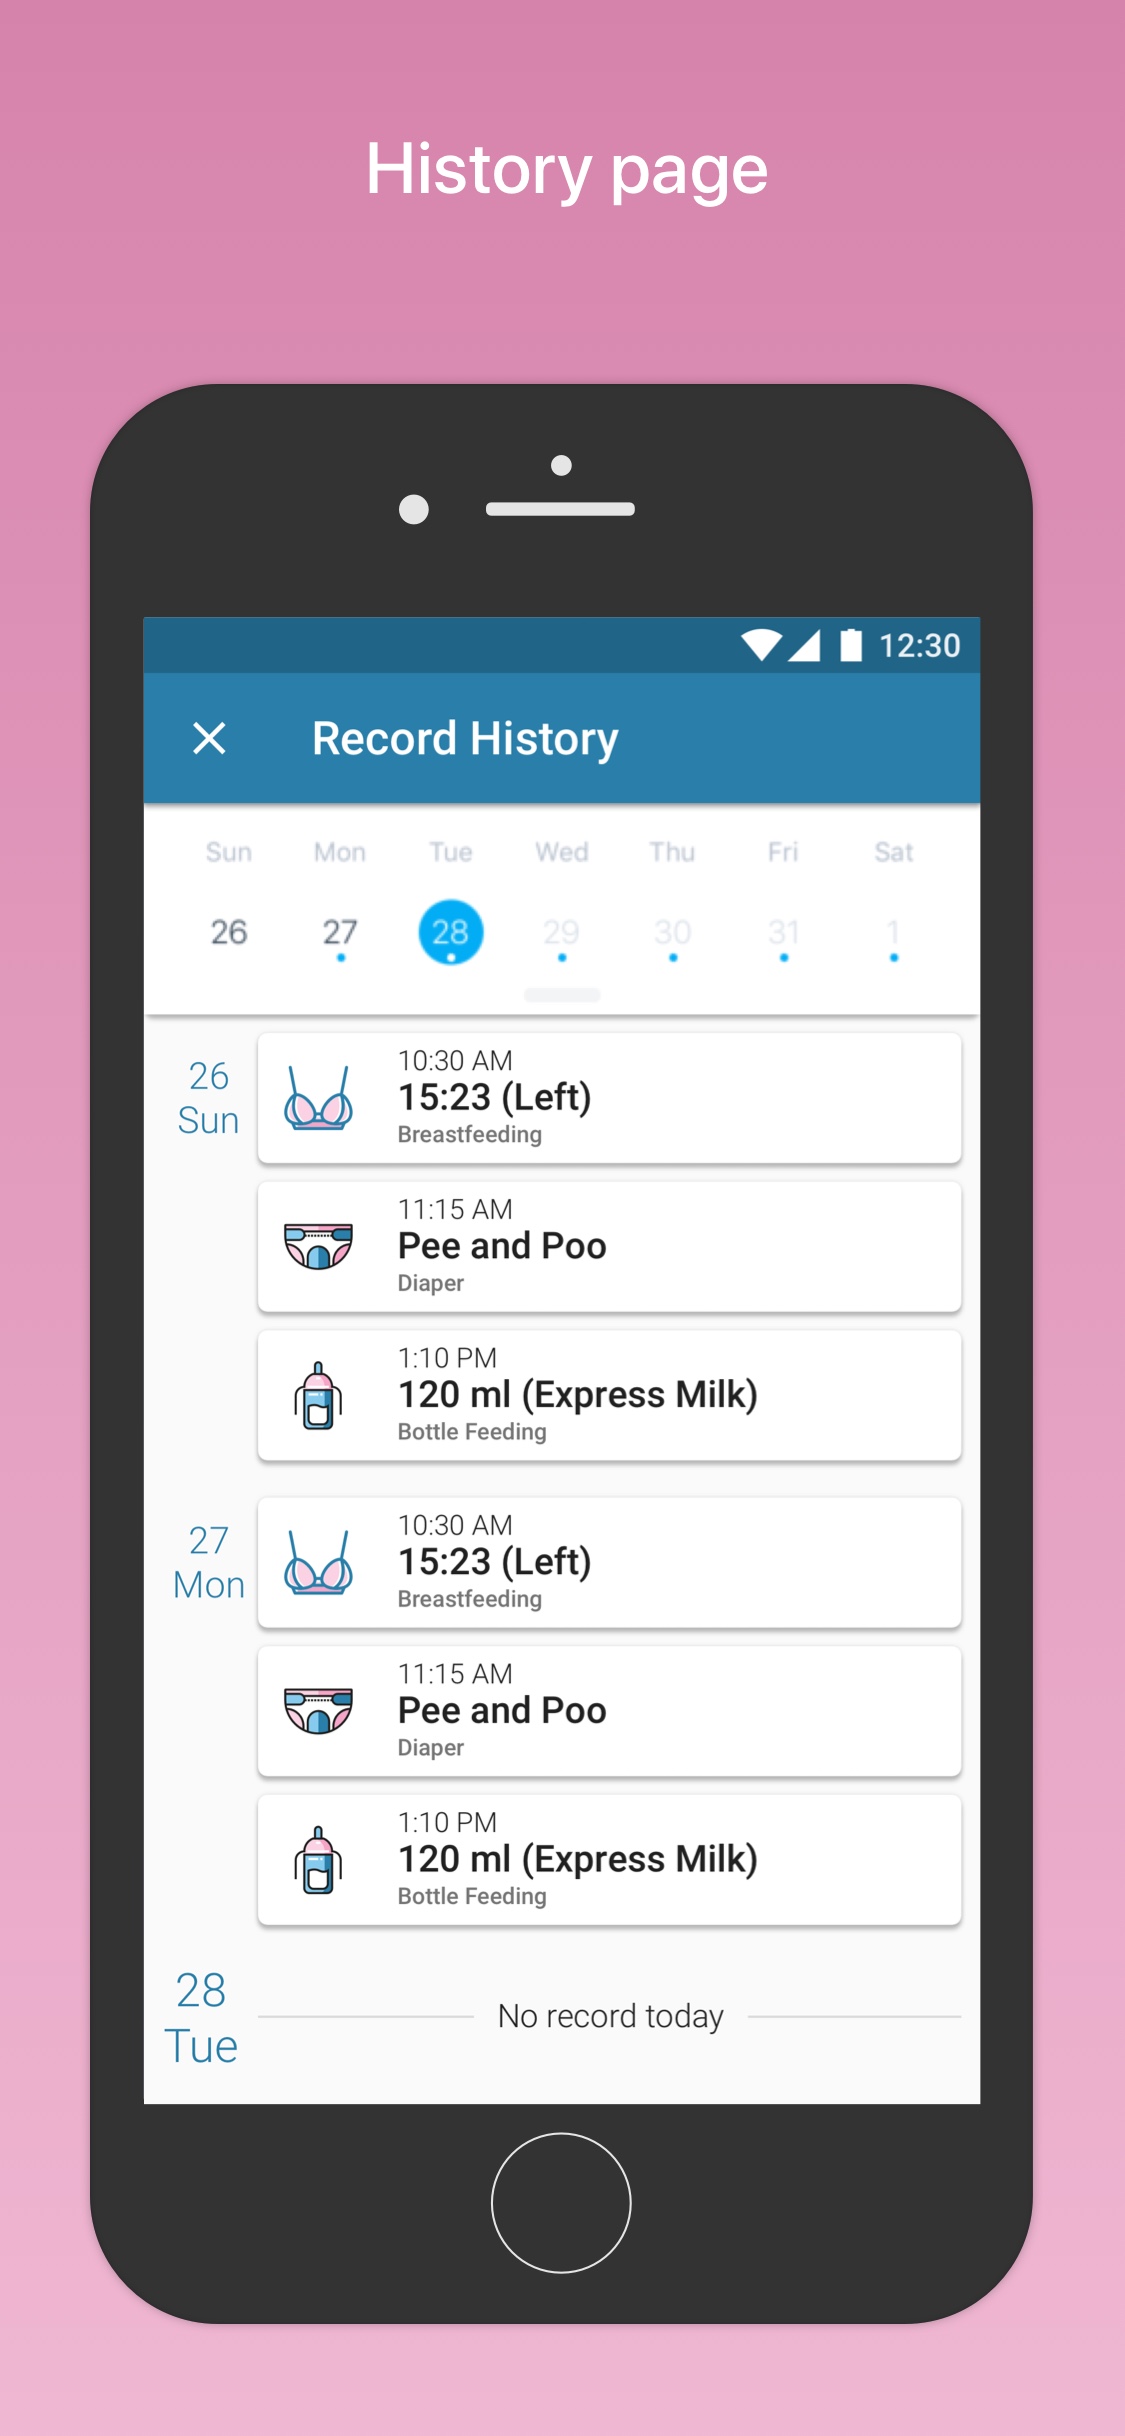 History page
12:30
Record History
Sun Mon Tue Wed Thu Fri Sat
26 27 28 29 30 31 1
26
Sun
10:30 AM
15:23 (Left)
Breastfeeding
11:15 AM
Pee and Poo
Diaper
1:10 PM
120 ml (Express Milk)
Bottle Feeding
27
Mon
10:30 AM
15:23 (Left)
Breastfeeding
11:15 AM
Pee and Poo
Diaper
1:10 PM
120 ml (Express Milk)
Bottle Feeding
28
Tue
No record today